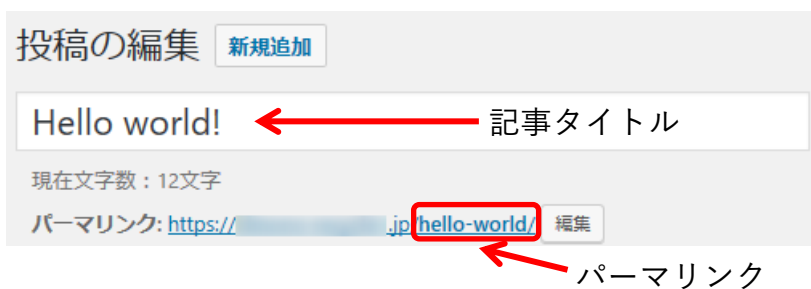 投稿の編集 新規追加
Hello world! 記事タイトル
現在文字数：12文字
パーマリンク: https:// .jp/hello-world/ 編集
パーマリンク